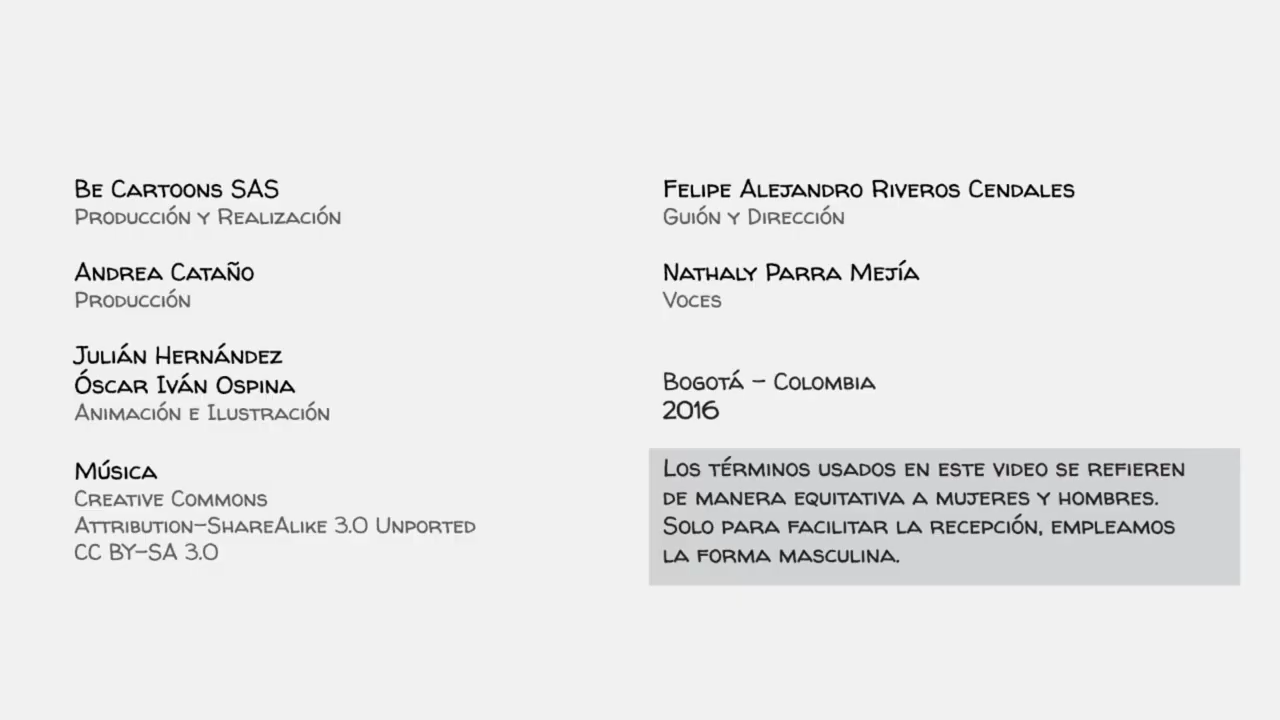 Be Cartoons SAS
Producción y Realización
Andrea Cataño
Producción
Julián Hernández
Óscar Iván Ospina
Animación e Ilustración
Música
Creative Commons
Attribution-ShareAlike 3.0 Unported
CC BY-SA 3.0
Felipe Alejandro Riveros Cendales
Guión y Dirección
Nathaly Parra Mejía
Voces
Bogotá - Colombia
2016
Los términos usados en este video se refieren
de manera equitativa a mujeres y hombres.
Solo para facilitar la recepción, empleamos
la forma masculina.